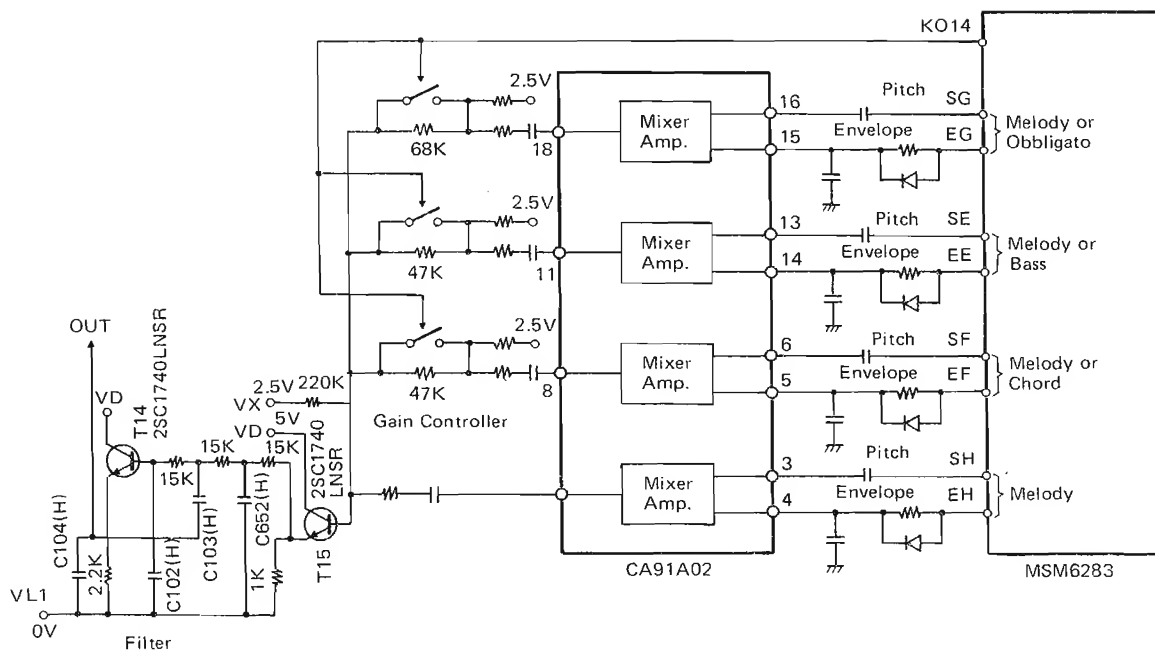 KO14
2.5V
68K
18
Mixer
Amp.
16
Pitch
SG
15
Envelope
EG
Melody or
Obbligato
2.5V
47K
11
Mixer
Amp.
13
Pitch
SE
14
Envelope
EE
Melody or
Bass
2.5V
47K
8
Mixer
Amp.
6
Pitch
SF
5
Envelope
EF
Melody or
Chord
Gain Controller
Mixer
Amp.
3
Pitch
SH
4
Envelope
EH
Melody
CA91A02
MSM6283
OUT
VD
T14
2SC1740LNSR
2.5V
VX
220K
5V
VD
15K
15K
15K
2SC1740
LNSR
T15
C104(H)
2.2K
C102(H)
C103(H)
C652(H)
1K
VL1
0V
Filter